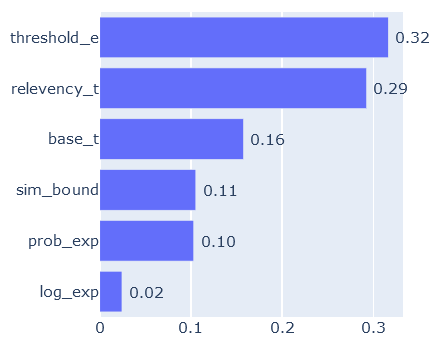 threshold_e 0.32
relevency_t 0.29
base_t 0.16
sim_bound 0.11
prob_exp 0.10
log_exp 0.02
0 0.1 0.2 0.3